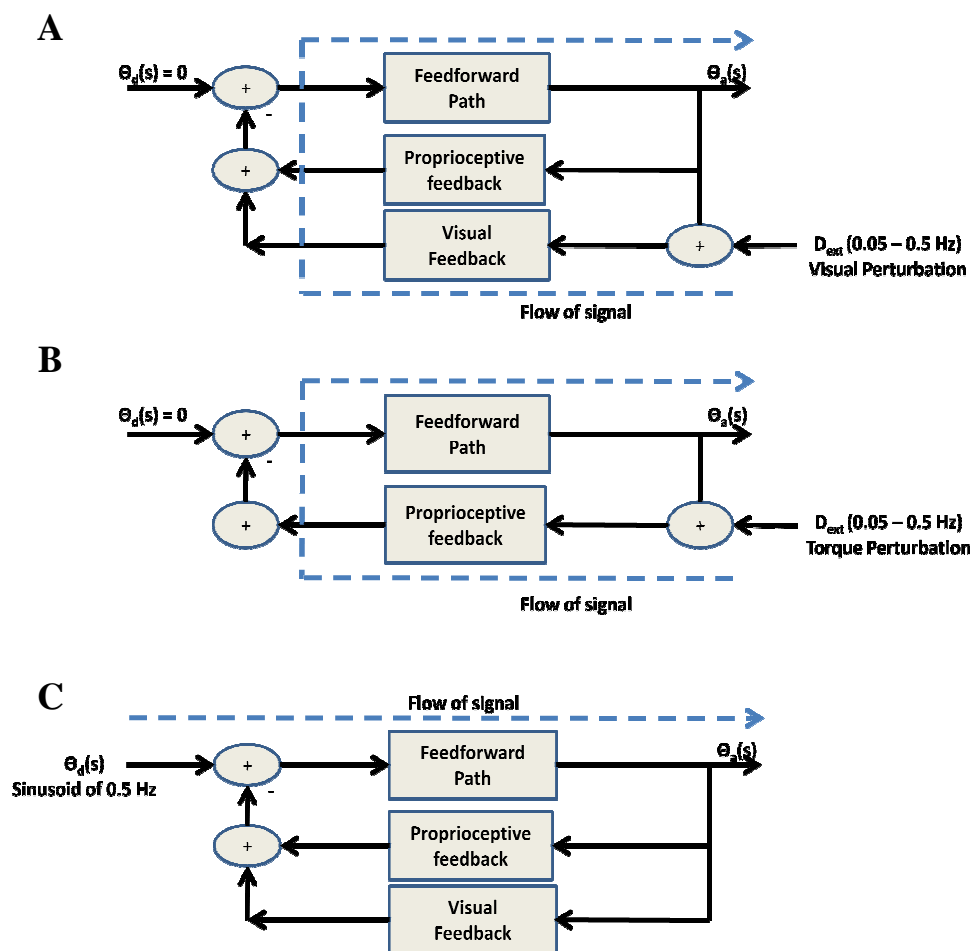 A
Θd(s) = 0
+
-
Feedforward
Path
Θa(s)
+
Proprioceptive
feedback
Visual
Feedback
+
Dext (0.05 – 0.5 Hz)
Visual Perturbation
Flow of signal
B
Θd(s) = 0
+
-
Feedforward
Path
Θa(s)
+
Proprioceptive
feedback
+
Dext (0.05 – 0.5 Hz)
Torque Perturbation
Flow of signal
C
Flow of signal
Θd(s)
Sinusoid of 0.5 Hz
+
-
Feedforward
Path
Θa(s)
+
Proprioceptive
feedback
Visual
Feedback